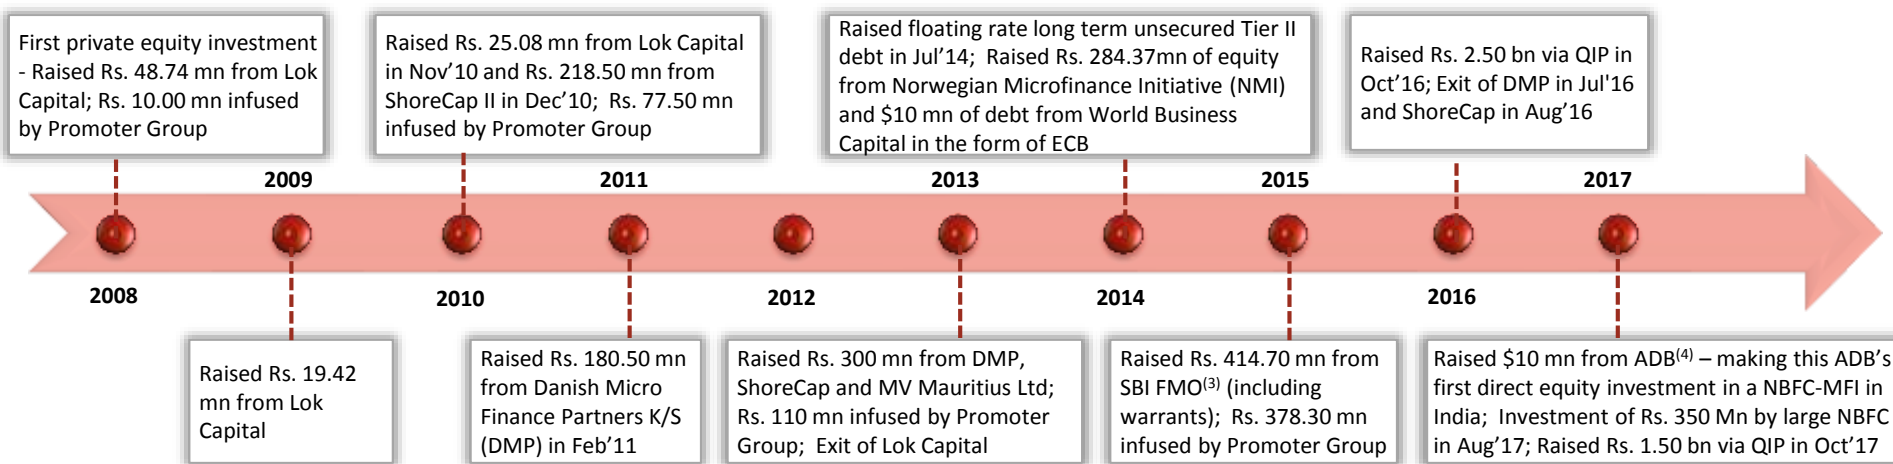 First private equity investment
- Raised Rs. 48.74 mn from Lok
Capital; Rs. 10.00 mn infused
by Promoter Group
Raised Rs. 25.08 mn from Lok Capital
in Nov’10 and Rs. 218.50 mn from
ShoreCap II in Dec’10; Rs. 77.50 mn
infused by Promoter Group
Raised floating rate long term unsecured Tier II
debt in Jul’14; Raised Rs. 284.37mn of equity
from Norwegian Microfinance Initiative (NMI)
and $10 mn of debt from World Business
Capital in the form of ECB
Raised Rs. 2.50 bn via QIP in
Oct’16; Exit of DMP in Jul'16
and ShoreCap in Aug’16
2009
2011
2013
2015
2017
2008
2010
2012
2014
2016
Raised Rs. 19.42
mn from Lok
Capital
Raised Rs. 180.50 mn
from Danish Micro
Finance Partners K/S
(DMP) in Feb’11
Raised Rs. 300 mn from DMP,
ShoreCap and MV Mauritius Ltd;
Rs. 110 mn infused by Promoter
Group; Exit of Lok Capital
Raised Rs. 414.70 mn from
SBI FMO(3) (including
warrants); Rs. 378.30 mn
infused by Promoter Group
Raised $10 mn from ADB(4) – making this ADB’s
first direct equity investment in a NBFC-MFI in
India; Investment of Rs. 350 Mn by large NBFC
in Aug’17; Raised Rs. 1.50 bn via QIP in Oct’17